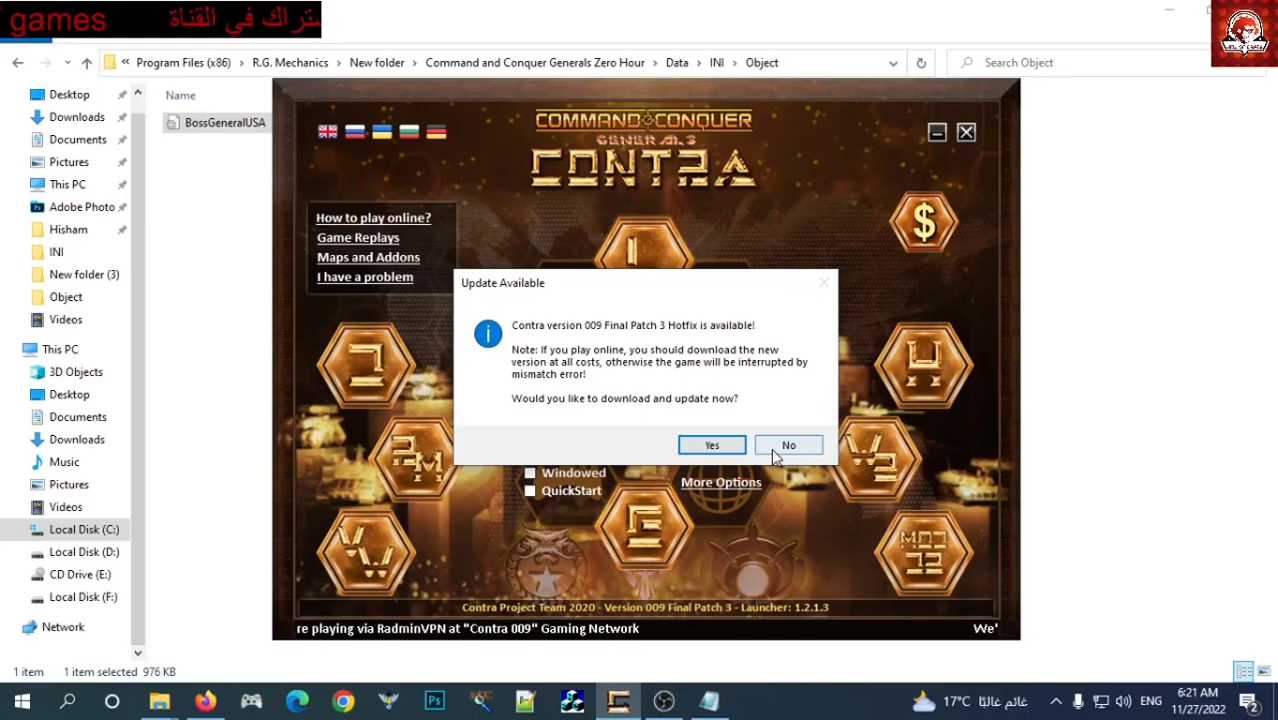 games ستراك في القناة
Program Files (x86) R.G. Mechanics New folder Command and Conquer Generals Zero Hour Data INI Object
Search Object
Desktop
Downloads
Documents
Pictures
This PC
Adobe Photo
Hisham
INI
New folder (3)
Object
Videos
This PC
3D Objects
Desktop
Documents
Downloads
Music
Pictures
Videos
Local Disk (C:)
Local Disk (D:)
CD Drive (E:)
Local Disk (F:)
Network
Name
BossGeneralUSA
COMMAND CONQUER
GENERALS
CONTRA
How to play online?
Game Replays
Maps and Addons
I have a problem
$
Update Available
Contra version 009 Final Patch 3 Hotfix is available!
Note: If you play online, you should download the new
version at all costs, otherwise the game will be interrupted by
mismatch error!
Would you like to download and update now?
Yes No
Windowed
QuickStart
More Options
Contra Project Team 2020 - Version 009 Final Patch 3 - Launcher: 1.2.1.3
re playing via RadminVPN at "Contra 009" Gaming Network We'
1 item 1 item selected 976 KB
17°C غائم غالبًا ENG
6:21 AM
11/27/2022
2